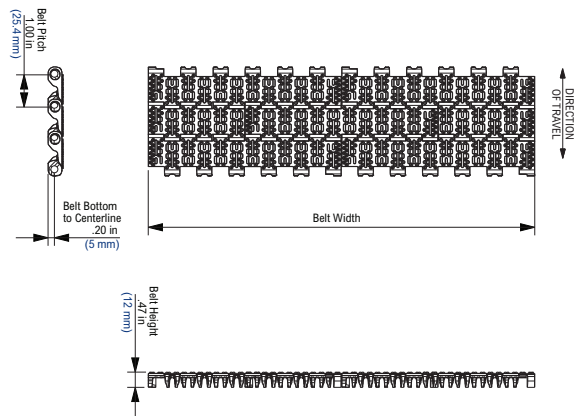 Belt Pitch
1.00 in
(25.4 mm)
DIRECTION
OF TRAVEL
Belt Bottom
to Centerline
.20 in
(5 mm)
Belt Width
Belt Height
.47 in
(12 mm)